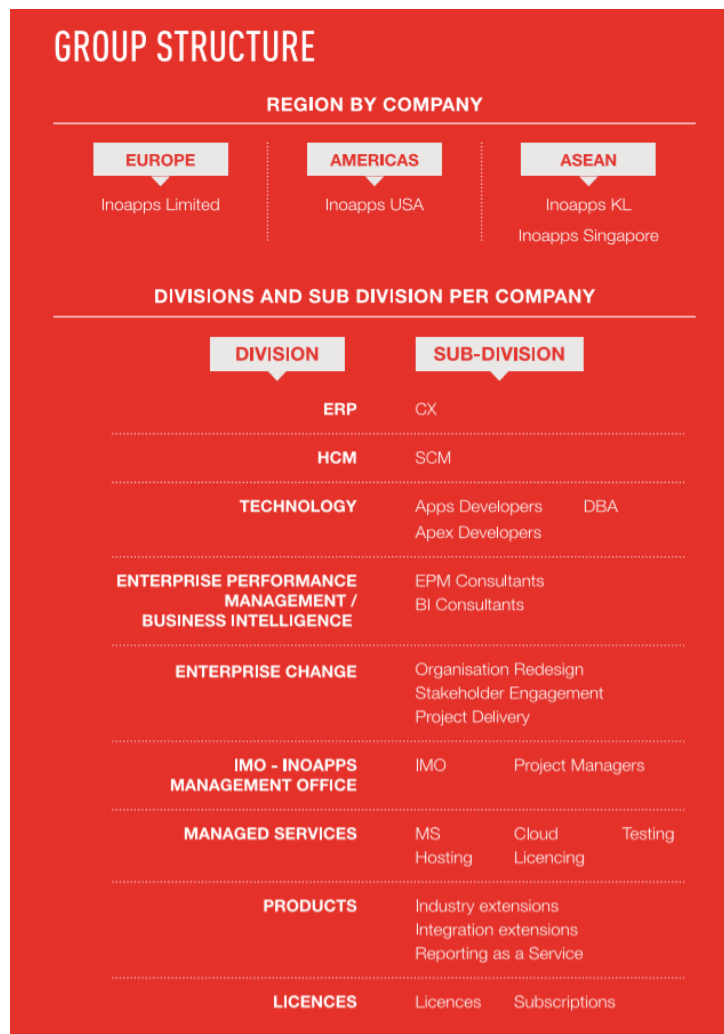 GROUP STRUCTURE
REGION BY COMPANY
EUROPE AMERICAS ASEAN
Inoapps Limited Inoapps USA Inoapps KL
Inoapps Singapore
DIVISIONS AND SUB DIVISION PER COMPANY
DIVISION SUB-DIVISION
ERP CX
HCM SCM
TECHNOLOGY Apps Developers DBA
Apex Developers
ENTERPRISE PERFORMANCE EPM Consultants
MANAGEMENT / BI Consultants
BUSINESS INTELLIGENCE
ENTERPRISE CHANGE Organisation Redesign
Stakeholder Engagement
Project Delivery
IMO - INOAPPS IMO Project Managers
MANAGEMENT OFFICE
MANAGED SERVICES MS Cloud Testing
Hosting Licencing
PRODUCTS Industry extensions
Integration extensions
Reporting as a Service
LICENCES Licences Subscriptions